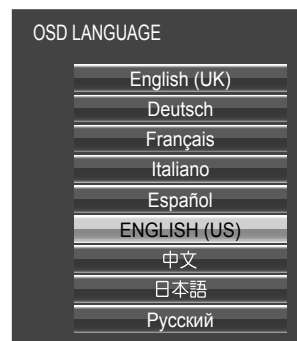 OSD LANGUAGE
English (UK)
Deutsch
Français
Italiano
Español
ENGLISH (US)
中文
日本語
Русский